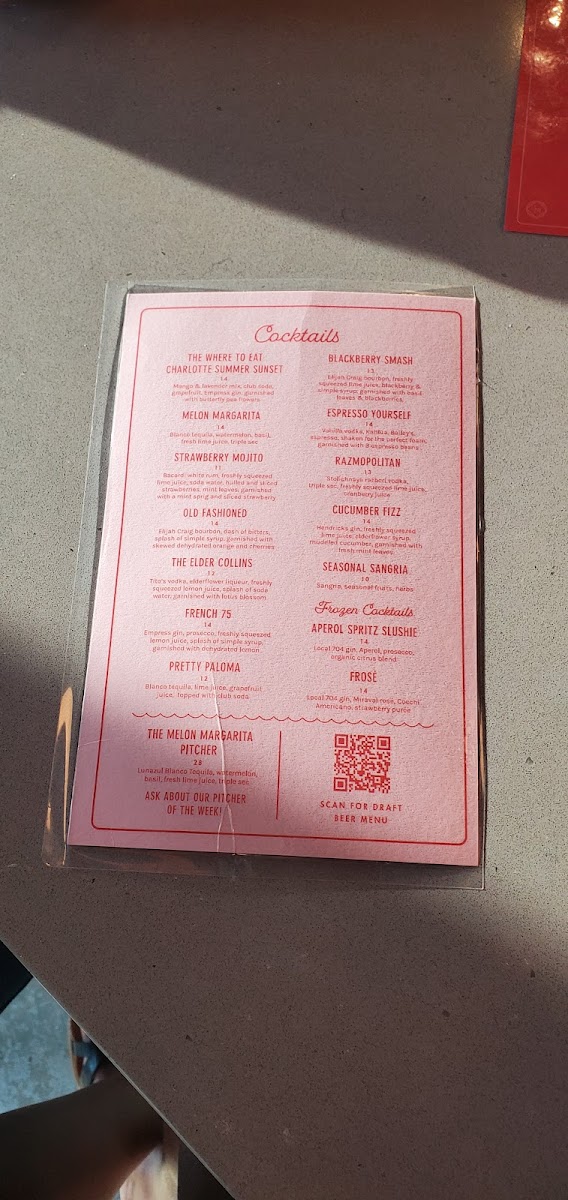 Cocktails
THE WHERE TO EAT
CHARLOTTE SUMMER SUNSET
14
Mango & lavender mix, club soda,
grapefruit, Empress gin, garnished
with butterfly pea flowers
MELON MARGARITA
14
Blanco tequila, watermelon, basil,
fresh lime juice, triple sec
STRAWBERRY MOJITO
11
Bacardi white rum, freshly squeezed
lime juice, soda water, hulled and sliced
strawberries, mint leaves, garnished
with a mint sprig and sliced strawberry
OLD FASHIONED
14
Elijah Craig bourbon, dash of bitters,
splash of simple syrup, garnished with
skewed dehydrated orange and cherries
THE ELDER COLLINS
12
Tito's vodka, elderflower liqueur, freshly
squeezed lemon juice, splash of soda
water, garnished with lotus blossom
FRENCH 75
14
Empress gin, prosecco, freshly squeezed
lemon juice, splash of simple syrup,
garnished with dehydrated lemon
PRETTY PALOMA
12
Blanco tequila, lime juice, grapefruit
juice, topped with club soda
BLACKBERRY SMASH
13
Elijah Craig bourbon, freshly
squeezed lime juice, blackberry &
simple syrup, garnished with basil
leaves & blackberries
ESPRESSO YOURSELF
14
Vanilla vodka, Kahlua, Bailey's,
espresso, shaken for the perfect foam,
garnished with 3 espresso beans
RAZMOPOLITAN
13
Stolichnaya razberi vodka,
triple sec, freshly squeezed lime juice,
cranberry juice
CUCUMBER FIZZ
14
Hendricks gin, freshly squeezed
lime juice, elderflower syrup,
muddled cucumber, garnished with
fresh mint leaves
SEASONAL SANGRIA
10
Sangria, seasonal fruits, herbs
Frozen Cocktails
APEROL SPRITZ SLUSHIE
14
Local 704 gin, Aperol, prosecco,
organic citrus blend
FROSÉ
14
Local 704 gin, Miraval rose, Cocchi
Americano, strawberry purée
THE MELON MARGARITA
PITCHER
28
Lunazul Blanco Tequila, watermelon,
basil, fresh lime juice, triple sec
ASK ABOUT OUR PITCHER
OF THE WEEK!
SCAN FOR DRAFT
BEER MENU